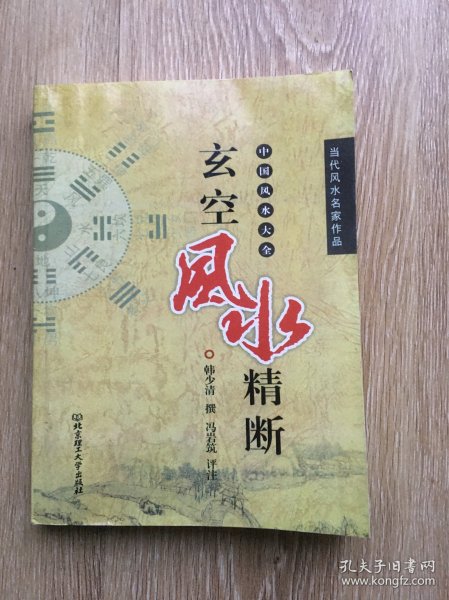 当代风水名家作品
中国风水大全
玄空
風水
精断
韩少清 撰 冯岩筑 评注
北京理工大学出版社
孔夫子旧书网
www.kongfz.com